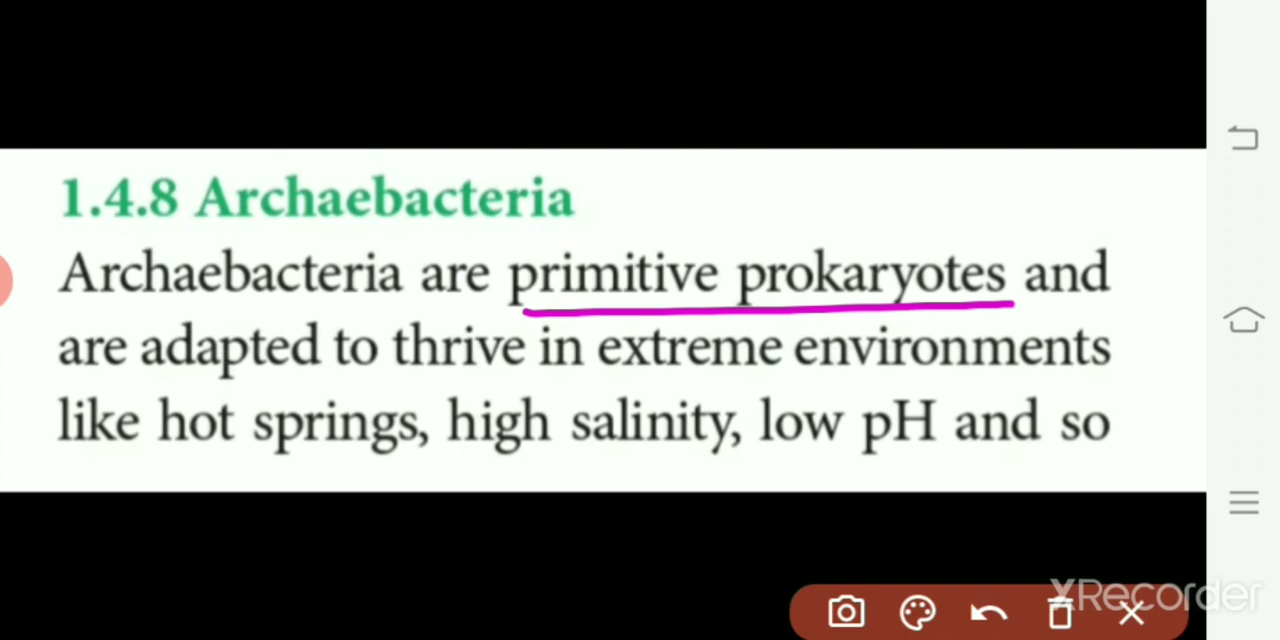 1.4.8 Archaebacteria
Archaebacteria are primitive prokaryotes and
are adapted to thrive in extreme environments
like hot springs, high salinity, low pH and so
XRecorder